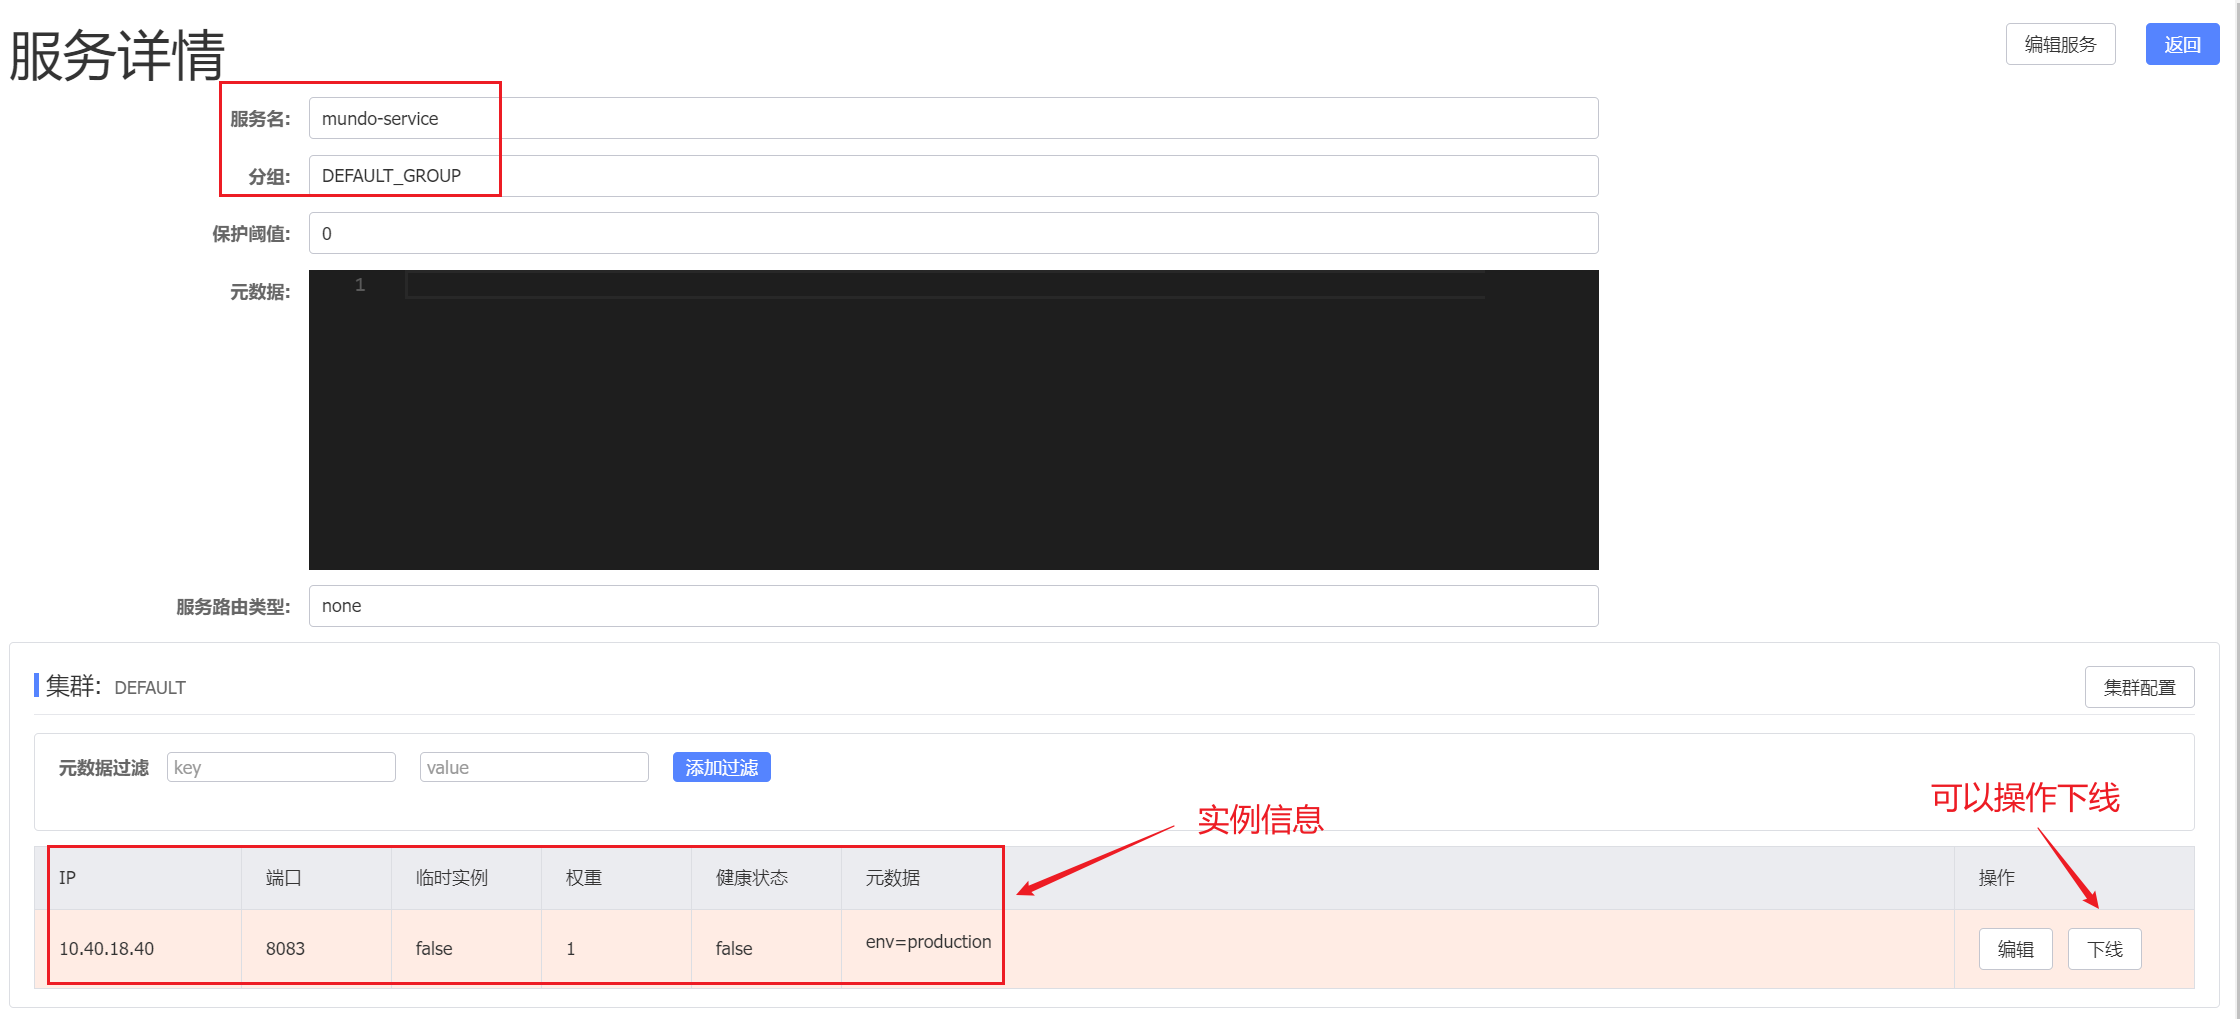 服务详情
编辑服务
返回
服务名:
mundo-service
分组:
DEFAULT_GROUP
保护阈值:
0
元数据:
1
服务路由类型:
none
集群:
DEFAULT
集群配置
元数据过滤
key
value
添加过滤
实例信息
可以操作下线
IP 端口 临时实例 权重 健康状态 元数据 操作
10.40.18.40 8083 false 1 false env=production 编辑 下线